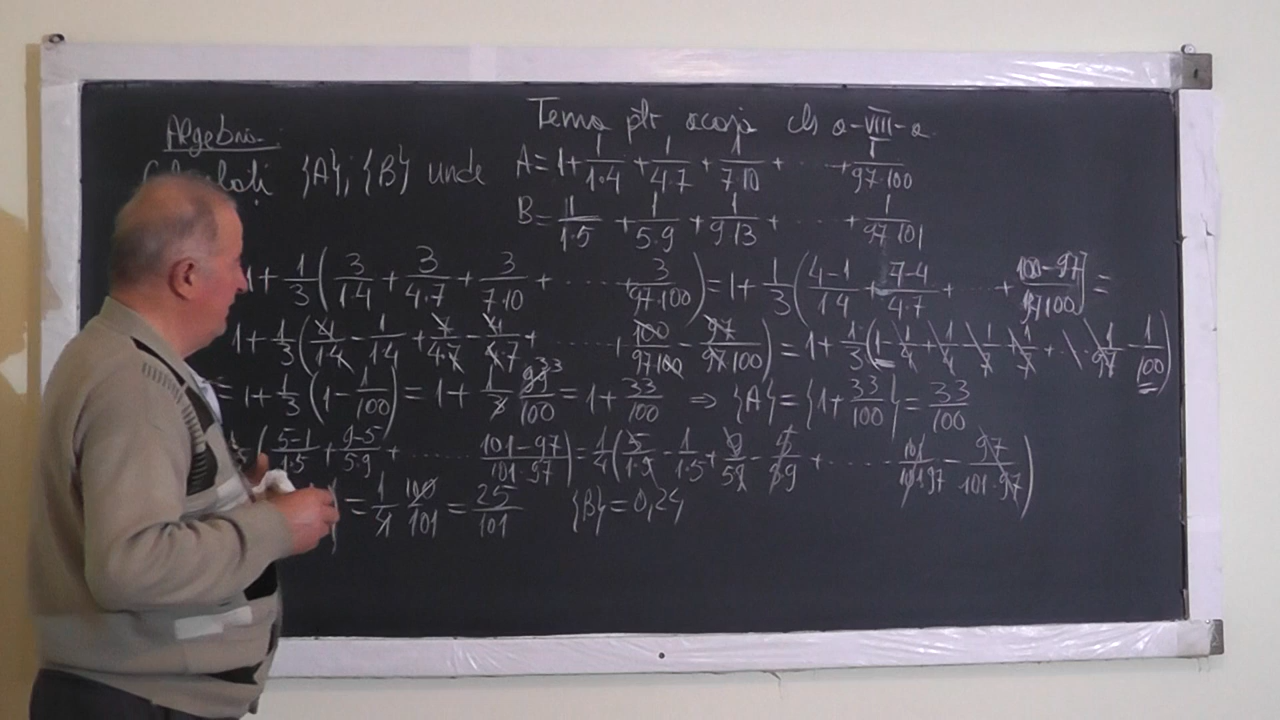 Tema ptr acasă cls a-VIII-a
Algebra.
Calculați {A}; {B} unde A=1+1/(1·4)+1/(4·7)+1/(7·10)+.....+1/(97·100)
B=1/(1·5)+1/(5·9)+1/(9·13)+.....+1/(97·101)
1+1/3(3/(1·4)+3/(4·7)+3/(7·10)+......3/(97·100))=1+1/3((4-1)/(1·4)+(7-4)/(4·7)+....+(100-97)/(97·100))=
1+1/3(4/(1·4)-1/(1·4)+7/(4·7)-4/(4·7)+......+100/(97·100)-97/(97·100))=1+1/3(1-1/4+1/4-1/7+1/7+...-1/97-1/100)
=1+1/3(1-1/100)=1+1/3 99/100 33=1+33/100 ⇒ {A}={1+33/100}=33/100
(5-1)/(1·5)+(9-5)/(5·9)+......(101-97)/(101·97))=1/4(5/(1·5)-1/(1·5)+9/(5·9)-5/(5·9)+......101/(101·97)-97/(101·97))
=1/4 100/101=25/101 {B}=0,24